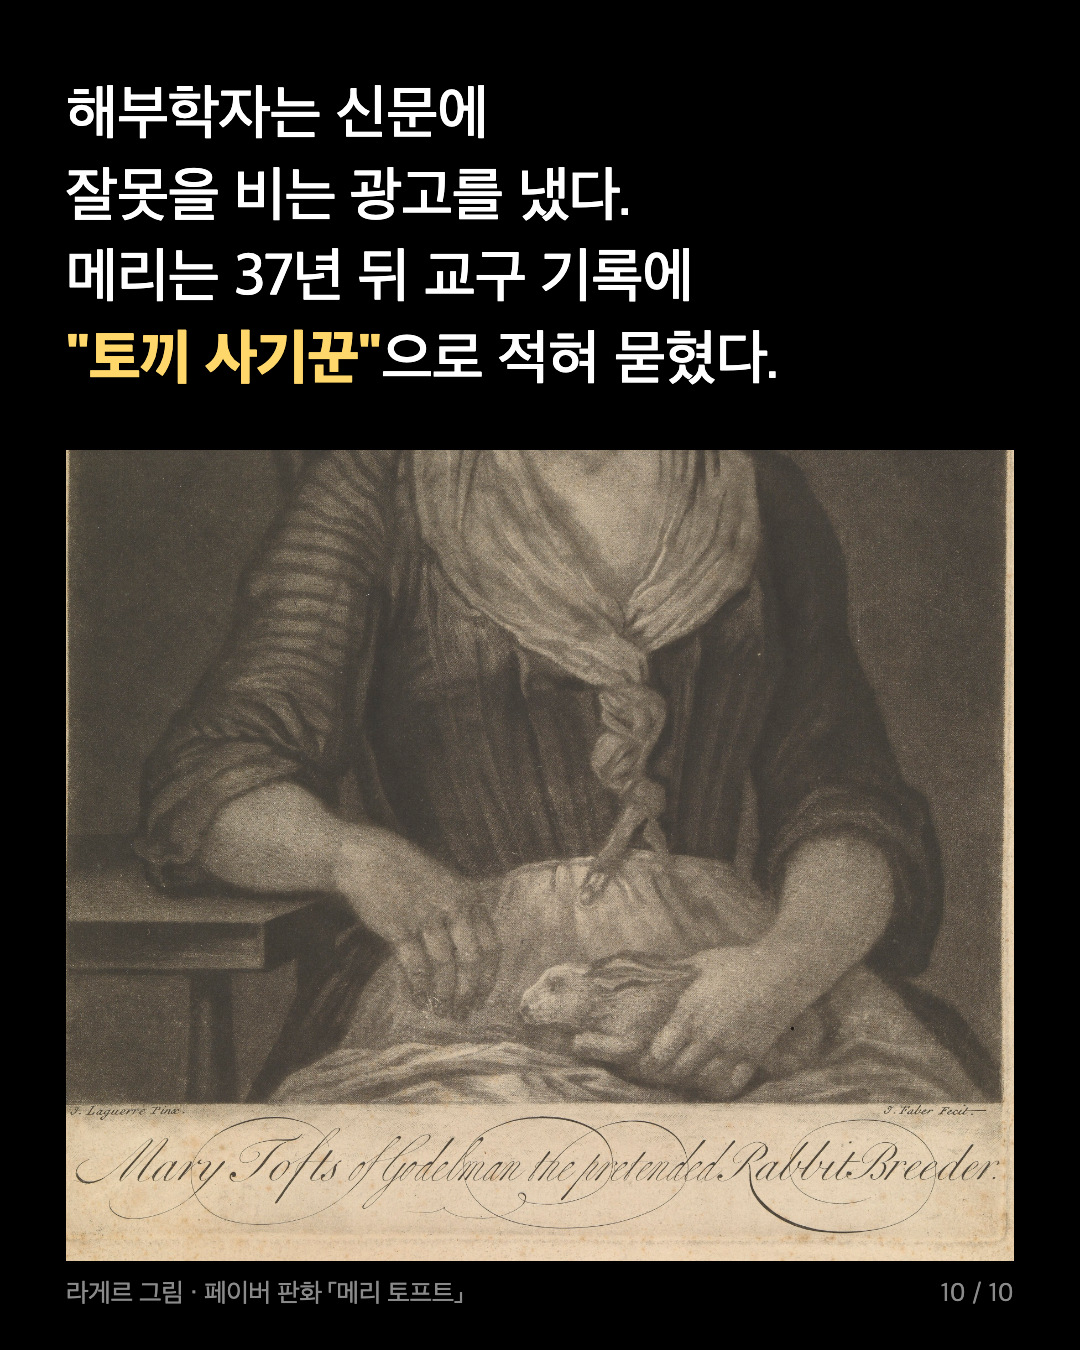 해부학자는 신문에
잘못을 비는 광고를 냈다.
메리는 37년 뒤 교구 기록에
"토끼 사기꾼"으로 적혀 묻혔다.
J. Laguerre Pinx.
J. Faber Fecit
Mary Tofts of Godelman the pretended Rabbit Breeder.
라게르 그림 · 페이버 판화 「메리 토프트」
10 / 10